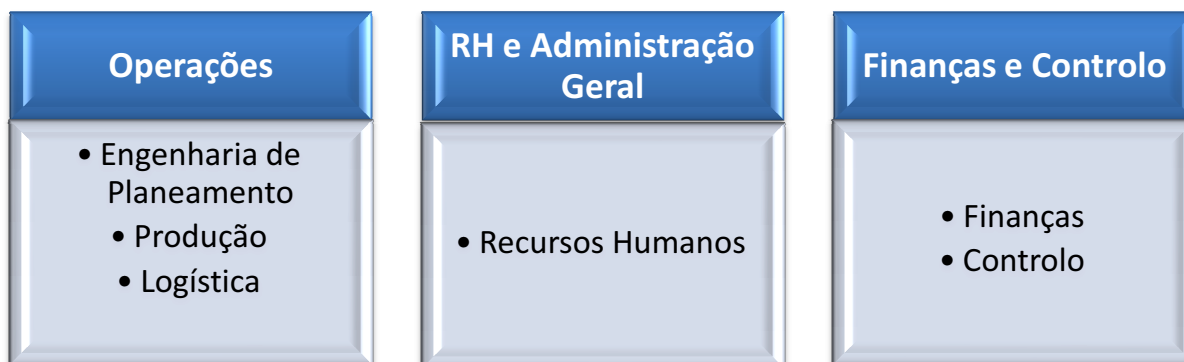 Operações
• Engenharia de
Planeamento
• Produção
• Logística
RH e Administração
Geral
• Recursos Humanos
Finanças e Controlo
• Finanças
• Controlo